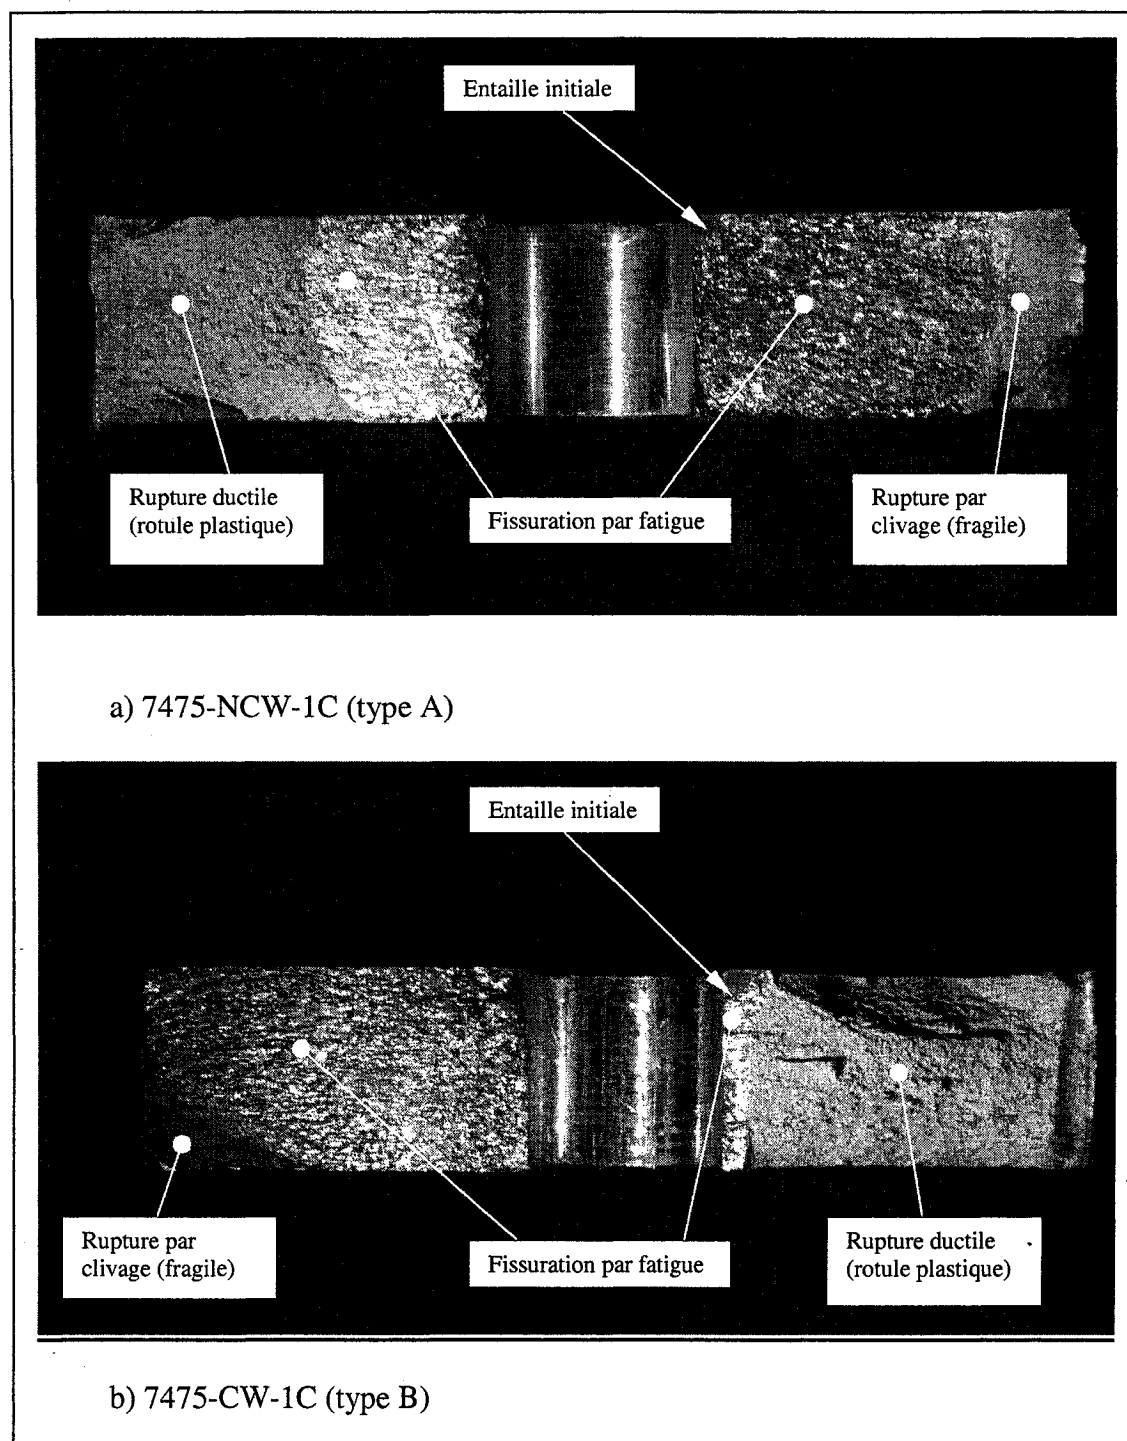 Entaille initiale
Rupture ductile
(rotule plastique)
Fissuration par fatigue
Rupture par
clivage (fragile)
a) 7475-NCW-1C (type A)
Entaille initiale
Rupture par
clivage (fragile)
Fissuration par fatigue
Rupture ductile
(rotule plastique)
b) 7475-CW-1C (type B)